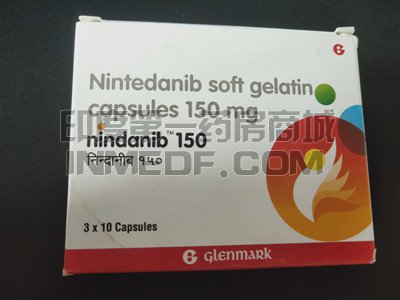 Nintedanib soft gelatin
capsules 150 mg
印度第一药房商城
nindanib™ 150
INMEDF.COM
निन्दानीब १५०
3 x 10 Capsules
G glenmark